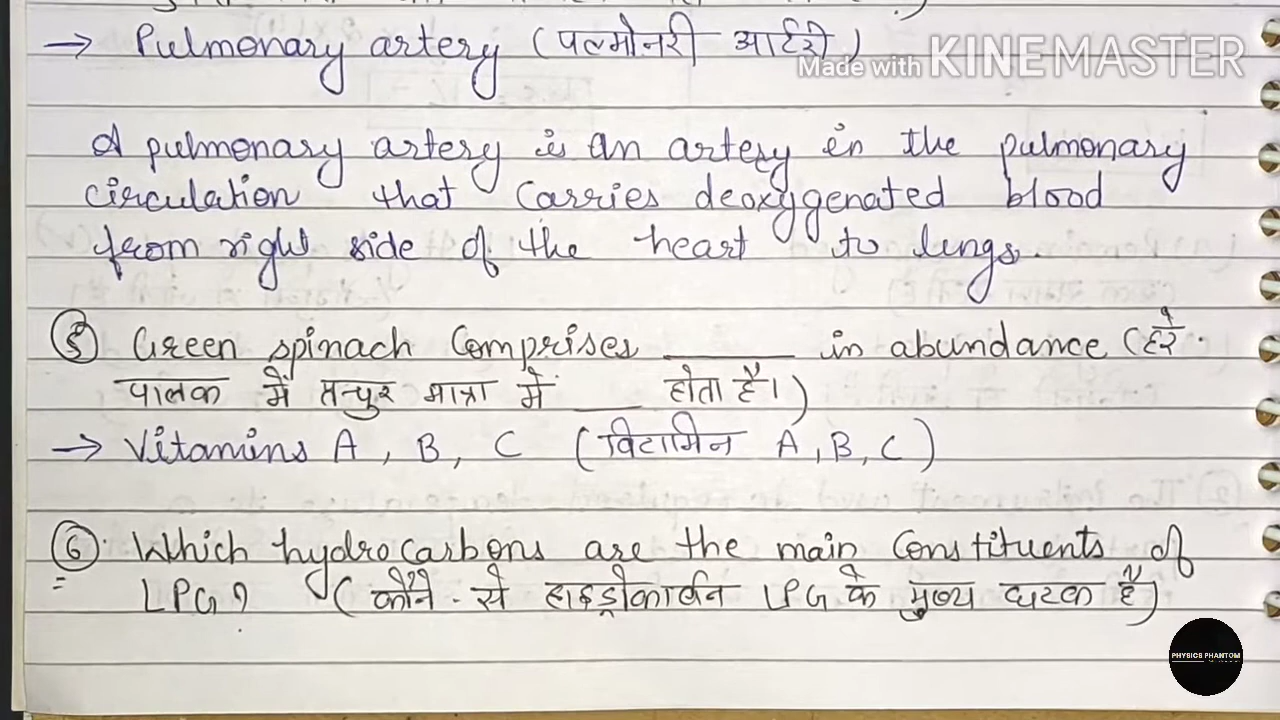 → Pulmonary artery (पल्मोनरी आर्टरी)
Made with KINEMASTER
A pulmonary artery is an artery in the pulmonary
circulation that carries deoxygenated blood
from right side of the heart to lungs.
⑤ Green spinach comprises ______ in abundance (हरे
पालक में प्रचुर मात्रा में ___ होता है।)
→ Vitamins A, B, C (विटामिन A, B, C)
⑥ Which hydrocarbons are the main constituents of
LPG? (कौन-से हाइड्रोकार्बन LPG के मुख्य घटक हैं)
PHYSICS PHANTOM